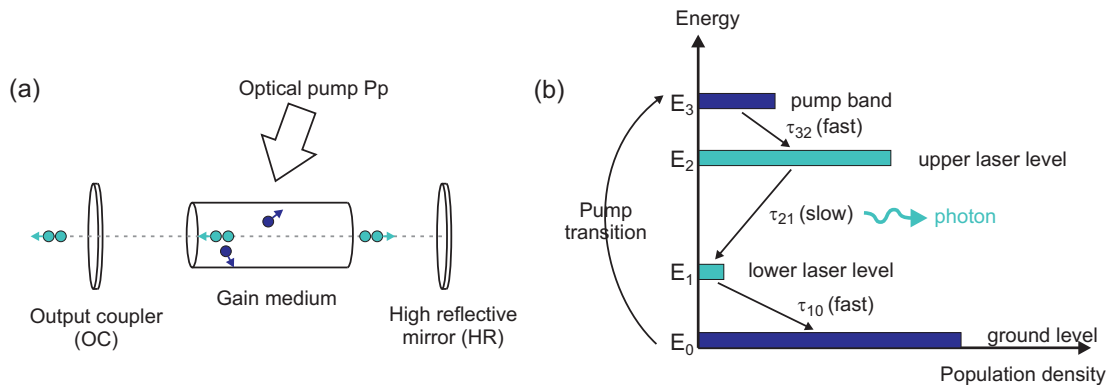 (a)
Optical pump Pp
Gain medium
Output coupler
(OC)
High reflective
mirror (HR)
(b)
Energy
E3
pump band
τ32 (fast)
E2
upper laser level
Pump
transition
τ21 (slow)
photon
E1
lower laser level
τ10 (fast)
E0
ground level
Population density